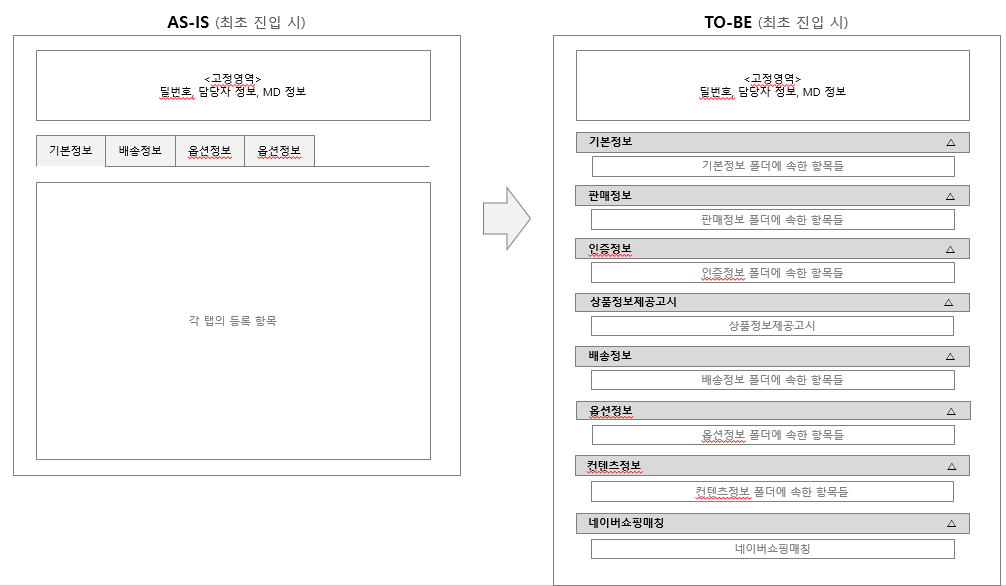 AS-IS (최초 진입 시)
<고정영역>
딜번호, 담당자 정보, MD 정보
기본정보
배송정보
옵션정보
옵션정보
각 탭의 등록 항목
TO-BE (최초 진입 시)
<고정영역>
딜번호, 담당자 정보, MD 정보
기본정보 △
기본정보 폴더에 속한 항목들
판매정보 △
판매정보 폴더에 속한 항목들
인증정보 △
인증정보 폴더에 속한 항목들
상품정보제공고시 △
상품정보제공고시
배송정보 △
배송정보 폴더에 속한 항목들
옵션정보 △
옵션정보 폴더에 속한 항목들
컨텐츠정보 △
컨텐츠정보 폴더에 속한 항목들
네이버쇼핑매칭 △
네이버쇼핑매칭